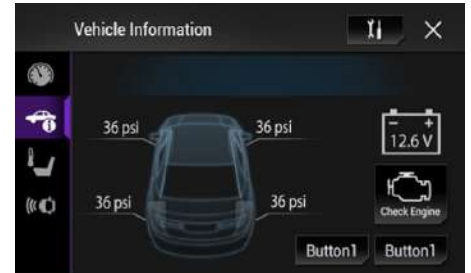 Vehicle Information
36 psi
36 psi
- +
12.6 V
36 psi
36 psi
Check Engine
Button1
Button1